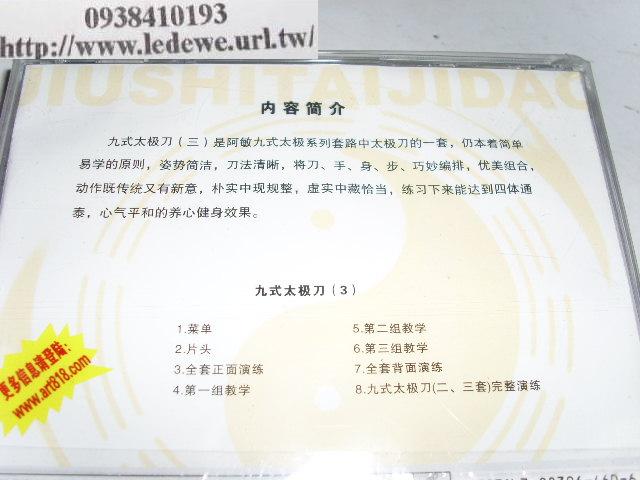 0938410193
http://www.ledewe.url.tw/
JIUSHITAIJIDAO
内容简介
九式太极刀(三)是阿敏九式太极系列套路中太极刀的一套，仍本着简单
易学的原则，姿势简洁，刀法清晰，将刀、手、身、步、巧妙编排，优美组合，
动作既传统又有新意，朴实中现规整，虚实中藏恰当，练习下来能达到四体通
泰，心气平和的养心健身效果。
九式太极刀(3)
1.菜单
2.片头
3.全套正面演练
4.第一组教学
5.第二组教学
6.第三组教学
7.全套背面演练
8.九式太极刀(二、三套)完整演练
更多信息请登陆:
www.art818.com